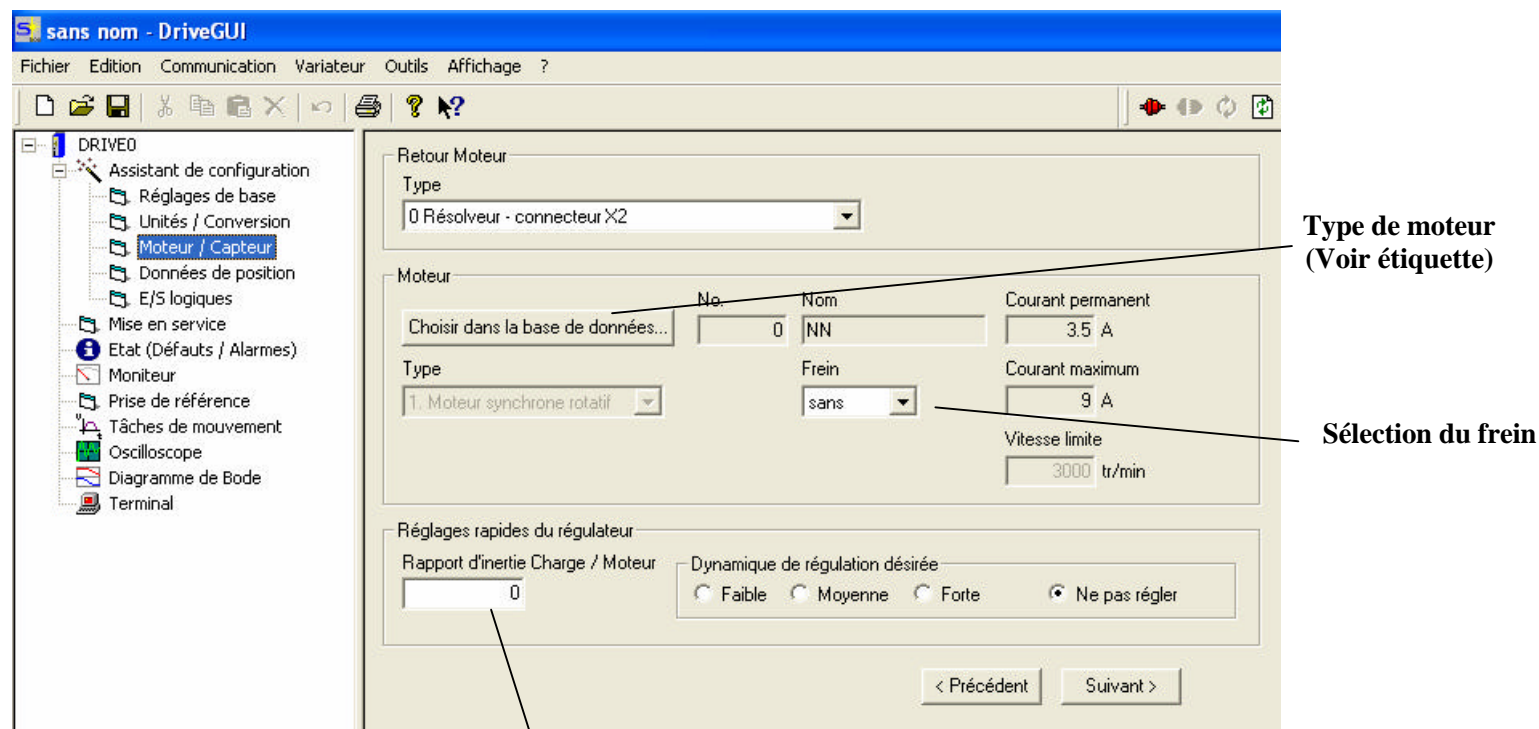 sans nom - DriveGUI
Fichier Edition Communication Variateur Outils Affichage ?
DRIVE0
Assistant de configuration
Réglages de base
Unités / Conversion
Moteur / Capteur
Données de position
E/S logiques
Mise en service
Etat (Défauts / Alarmes)
Moniteur
Prise de référence
Tâches de mouvement
Oscilloscope
Diagramme de Bode
Terminal
Retour Moteur
Type
0 Résolveur - connecteur X2
Moteur
No. Nom Courant permanent
Choisir dans la base de données... 0 NN 3.5 A
Type Frein Courant maximum
1. Moteur synchrone rotatif sans 9 A
Vitesse limite
3000 tr/min
Réglages rapides du régulateur
Rapport d'inertie Charge / Moteur Dynamique de régulation désirée
0 Faible Moyenne Forte Ne pas régler
< Précédent Suivant >
Type de moteur
(Voir étiquette)
Sélection du frein